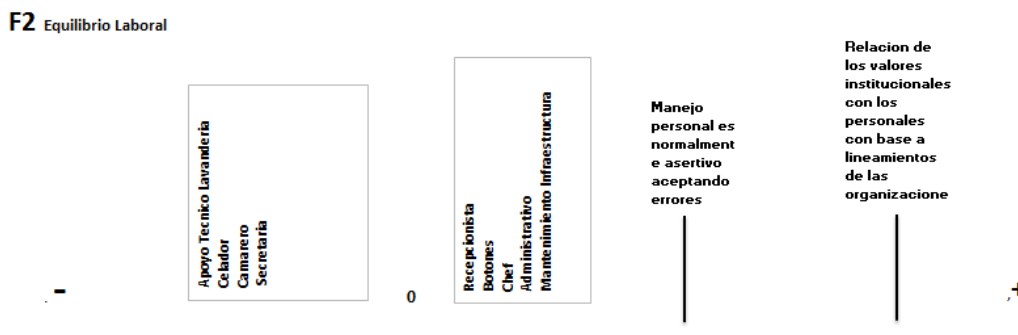 F2 Equilibrio Laboral
Apoyo Tecnico Lavanderia
Celador
Camarero
Secretaria
Recepcionista
Botones
Chef
Administrativo
Mantenimiento Infraestructura
Manejo
personal es
normalment
e asertivo
aceptando
errores
Relacion de
los valores
institucionales
con los
personales
con base a
lineamientos
de las
organizacione
-
0
+